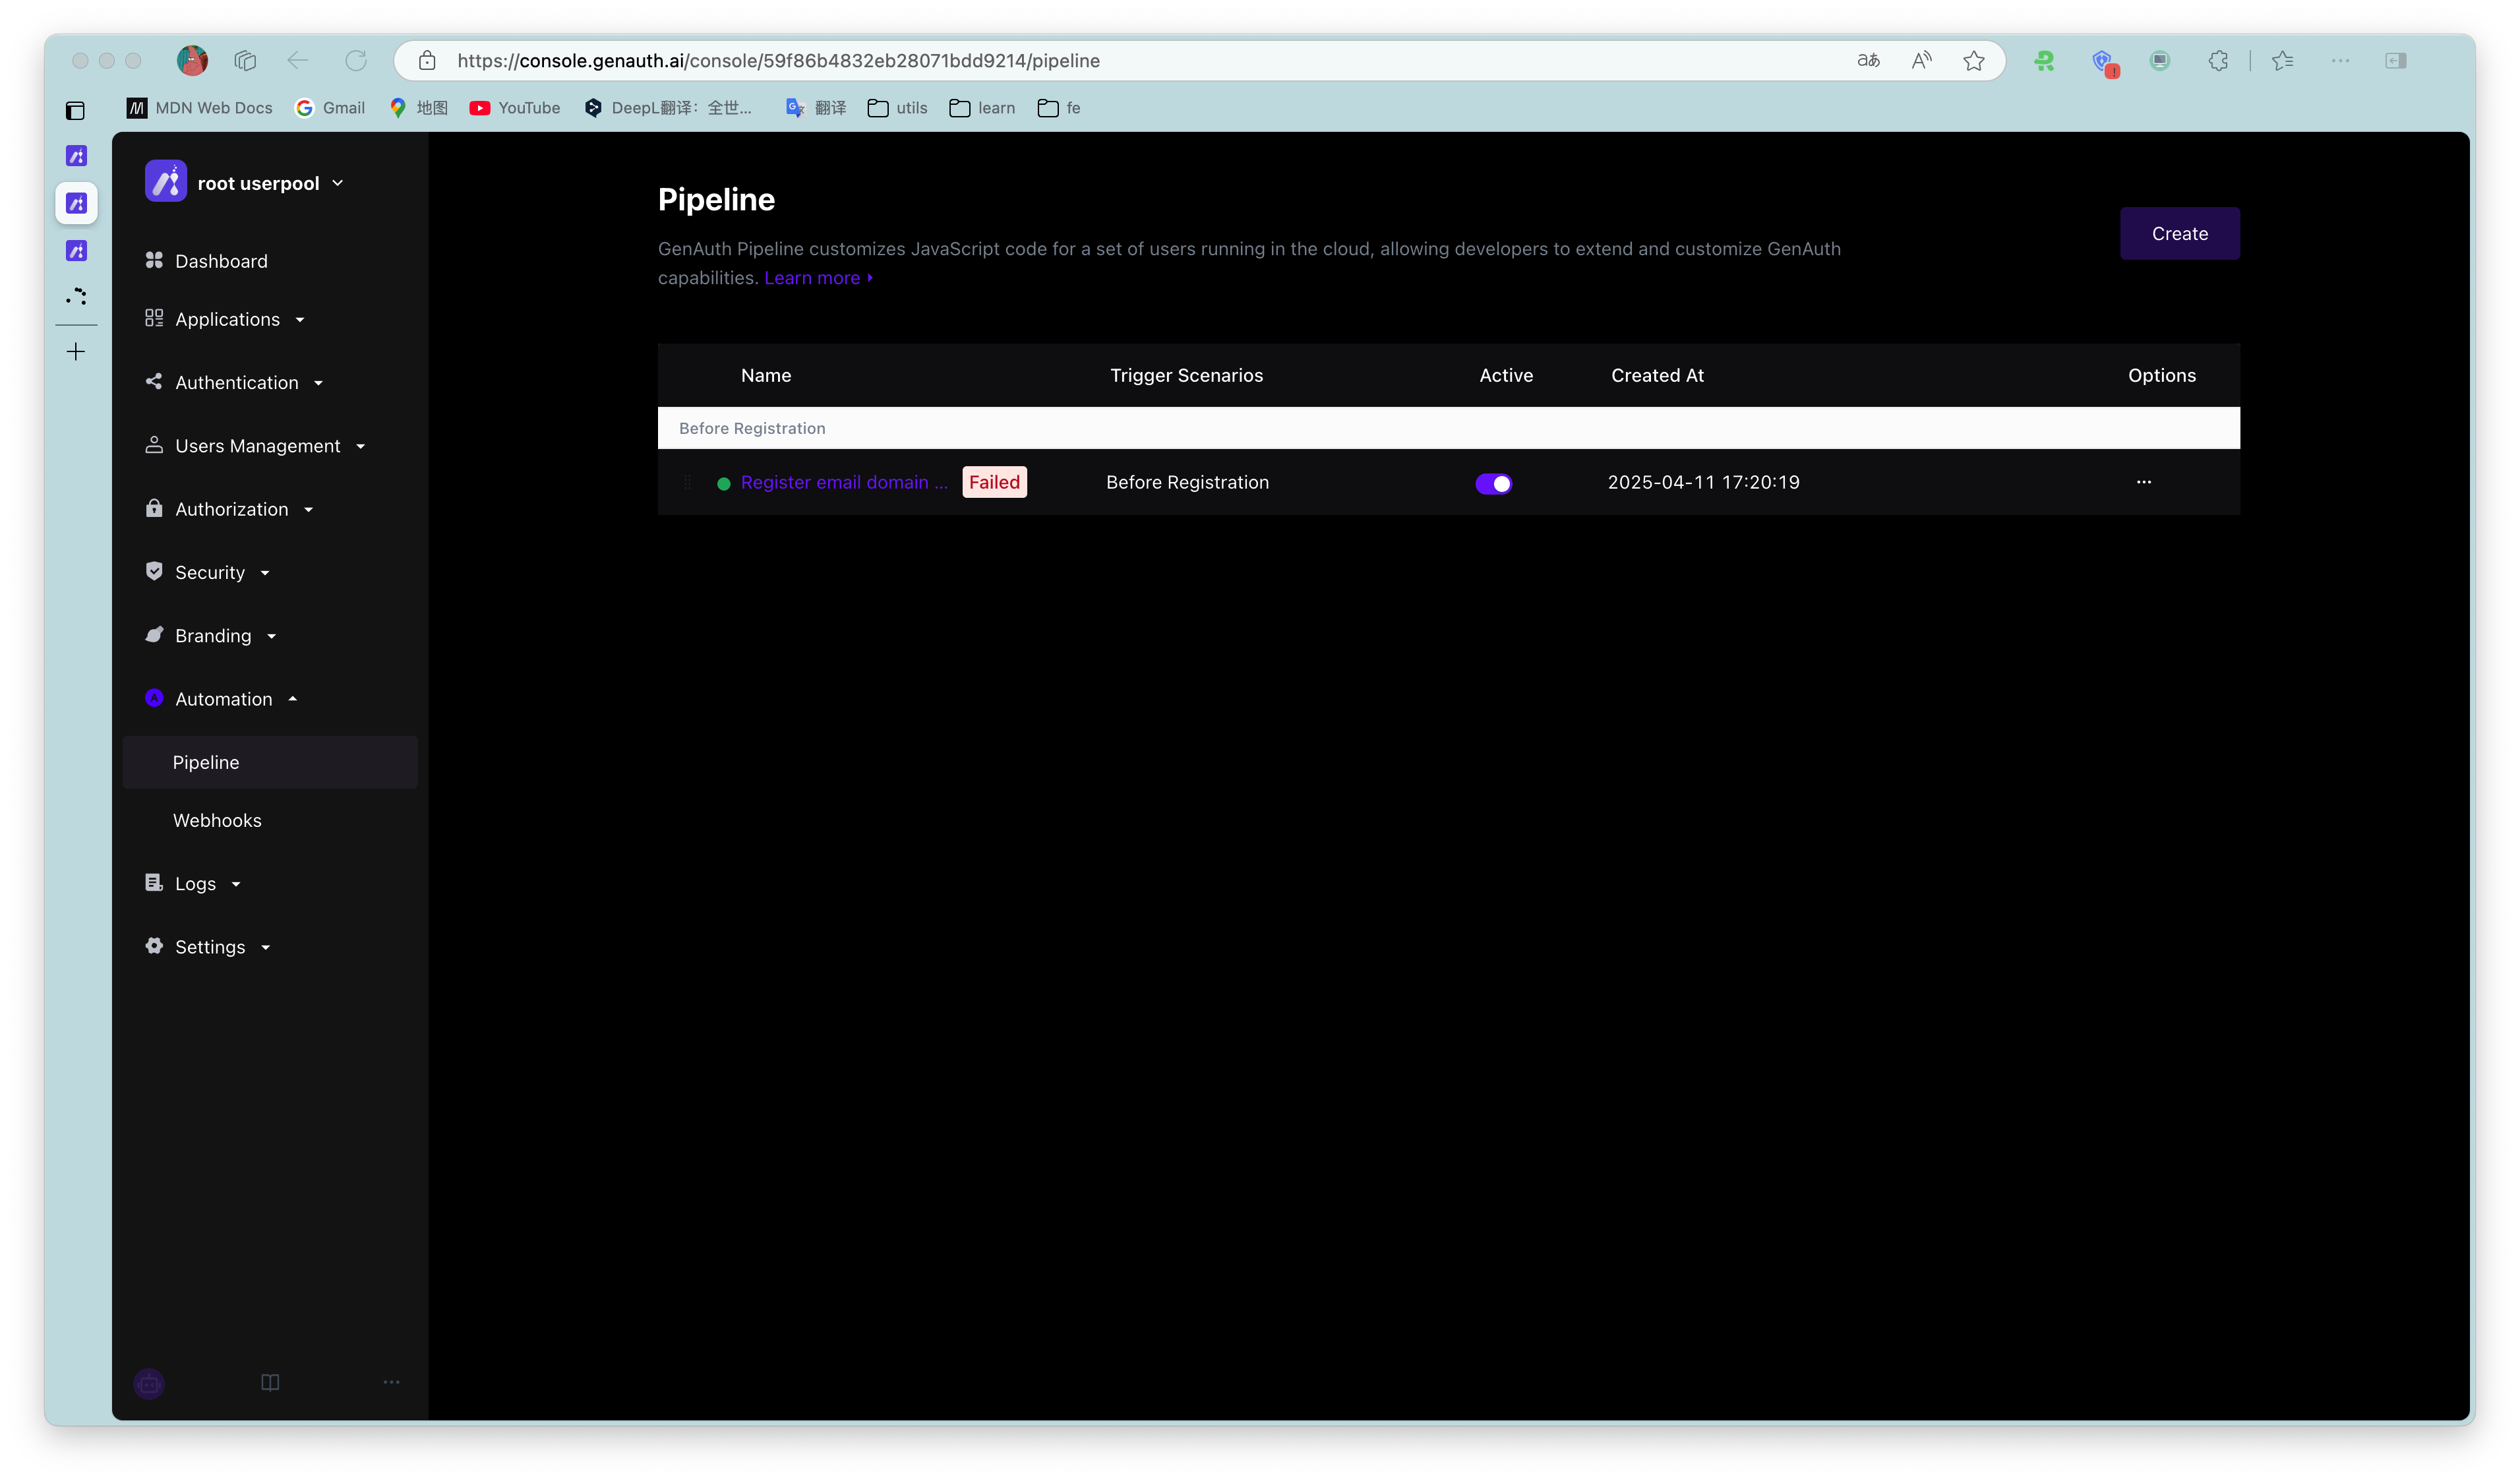 https://console.genauth.ai/console/59f86b4832eb28071bdd9214/pipeline
aあ
A
MDN Web Docs
Gmail
地图
YouTube
DeepL翻译：全世...
翻译
utils
learn
fe
root userpool
Dashboard
Applications
Authentication
Users Management
Authorization
Security
Branding
Automation
Pipeline
Webhooks
Logs
Settings
Pipeline
GenAuth Pipeline customizes JavaScript code for a set of users running in the cloud, allowing developers to extend and customize GenAuth
capabilities. Learn more
Create
Name Trigger Scenarios Active Created At Options
Before Registration
Register email domain ... Failed Before Registration 2025-04-11 17:20:19 ...